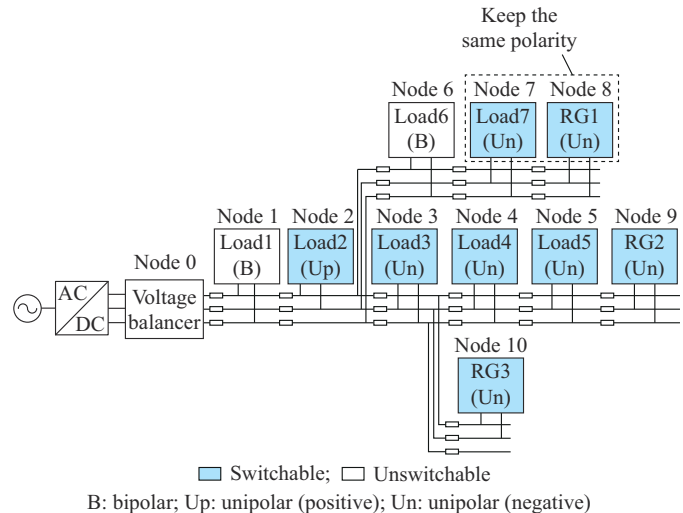 Keep the
same polarity
Node 6
Node 7
Node 8
Load6
(B)
Load7
(Un)
RG1
(Un)
Node 1
Node 2
Node 3
Node 4
Node 5
Node 9
Load1
(B)
Load2
(Up)
Load3
(Un)
Load4
(Un)
Load5
(Un)
RG2
(Un)
Node 0
AC
DC
Voltage
balancer
Node 10
RG3
(Un)
Switchable; Unswitchable
B: bipolar; Up: unipolar (positive); Un: unipolar (negative)